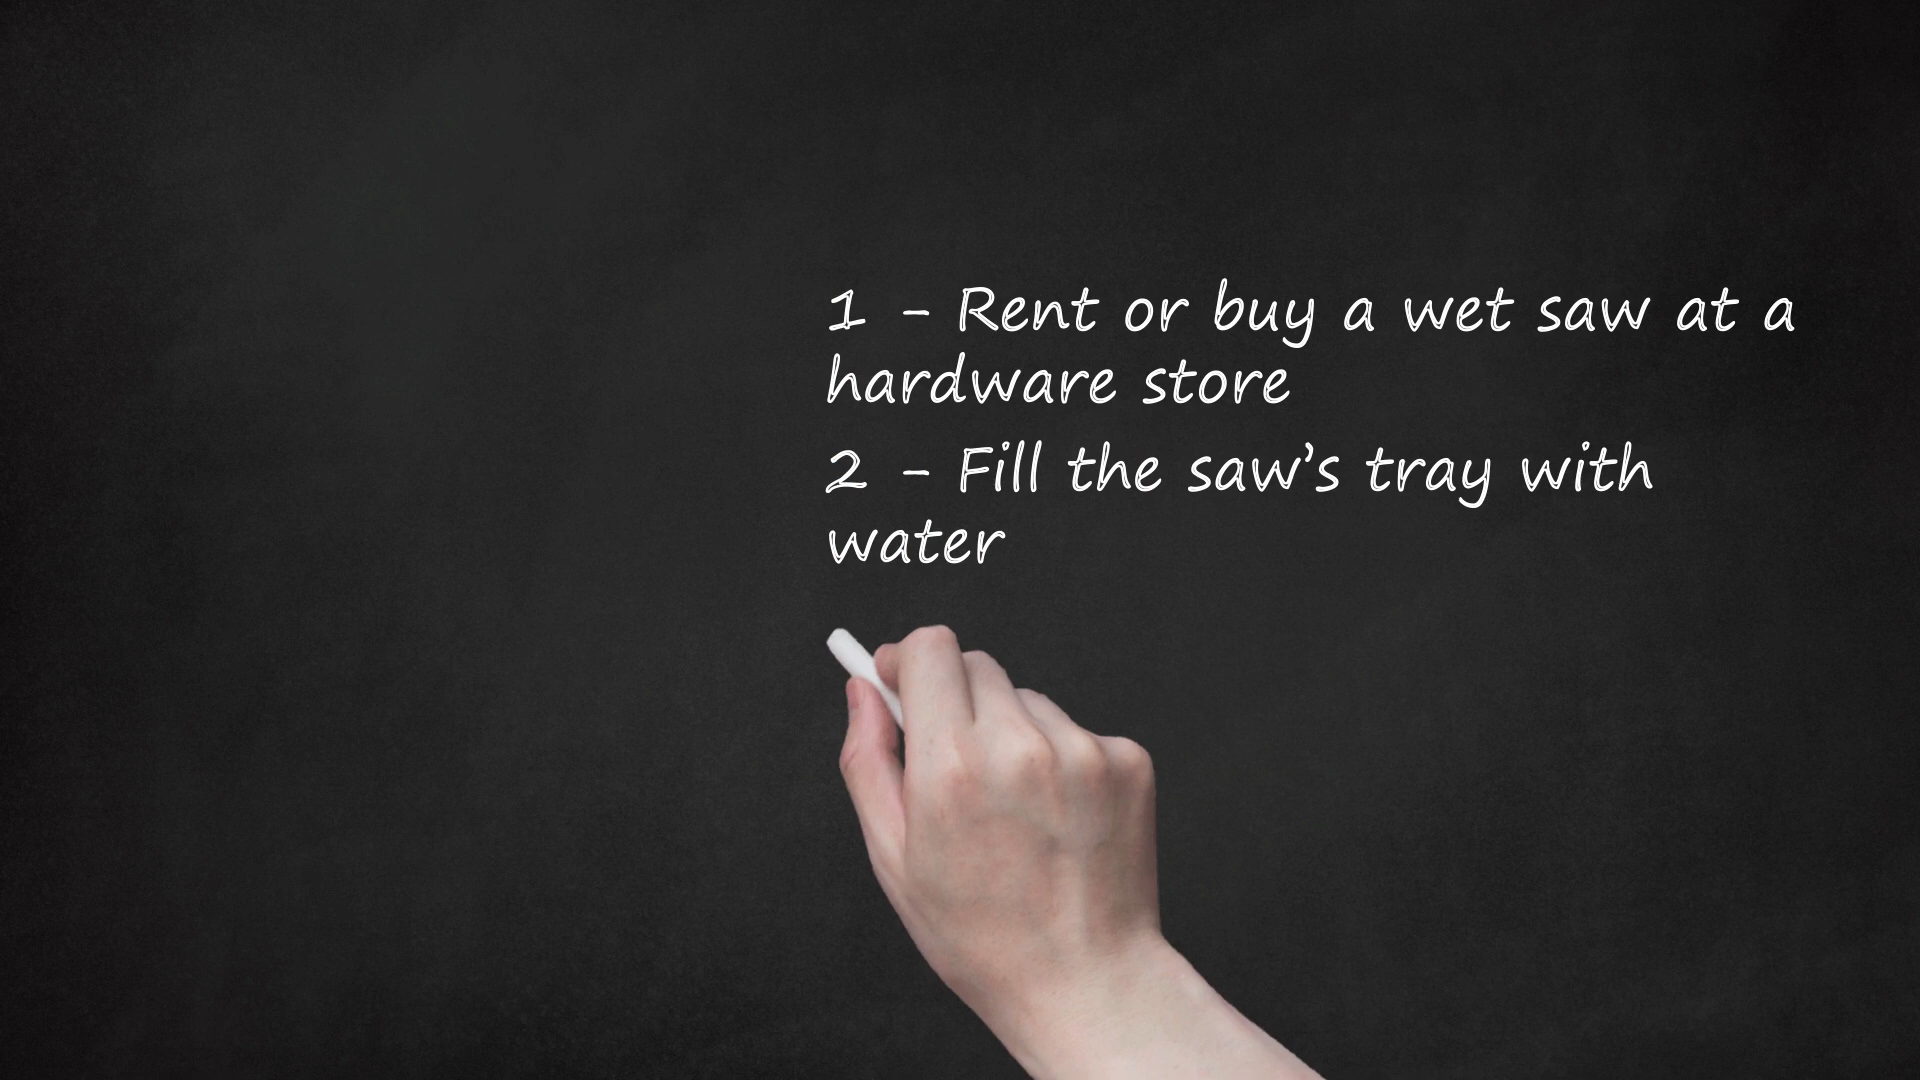 1 - Rent or buy a wet saw at a
hardware store
2 - Fill the saw’s tray with
water